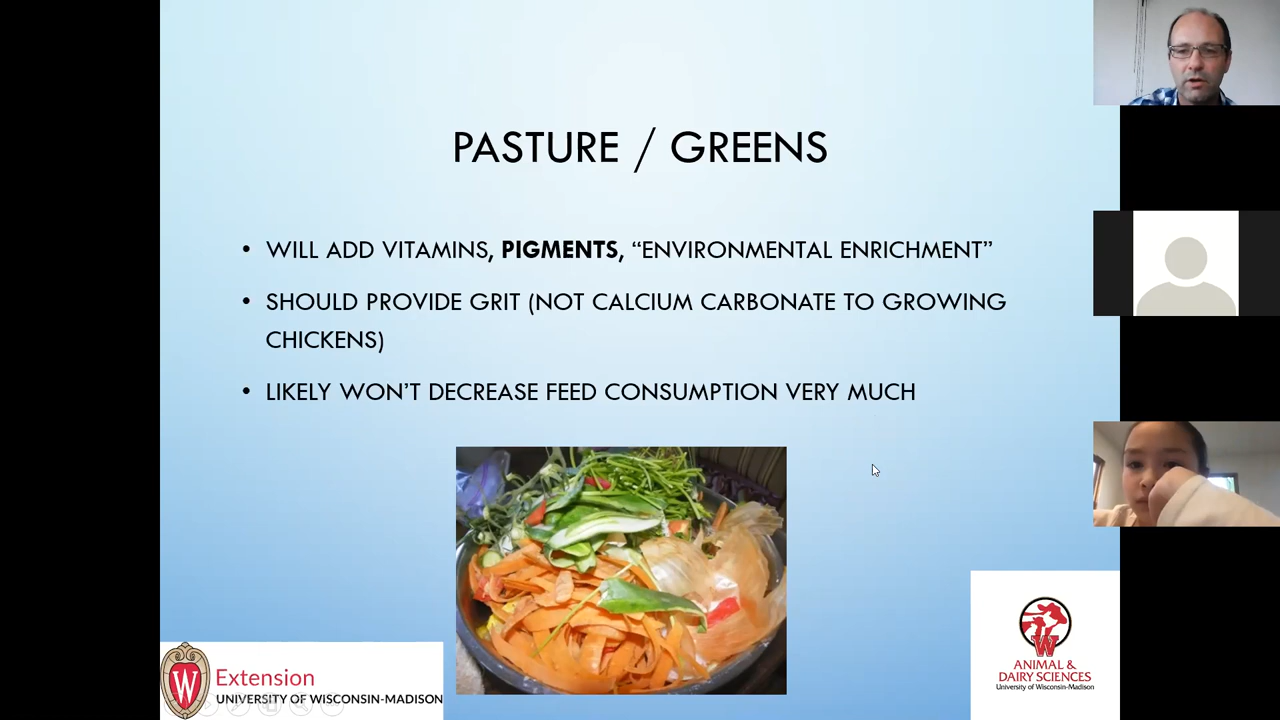 PASTURE / GREENS
• WILL ADD VITAMINS, PIGMENTS, “ENVIRONMENTAL ENRICHMENT”
• SHOULD PROVIDE GRIT (NOT CALCIUM CARBONATE TO GROWING
CHICKENS)
• LIKELY WON’T DECREASE FEED CONSUMPTION VERY MUCH
W
Extension
UNIVERSITY OF WISCONSIN-MADISON
W
ANIMAL &
DAIRY SCIENCES
University of Wisconsin-Madison